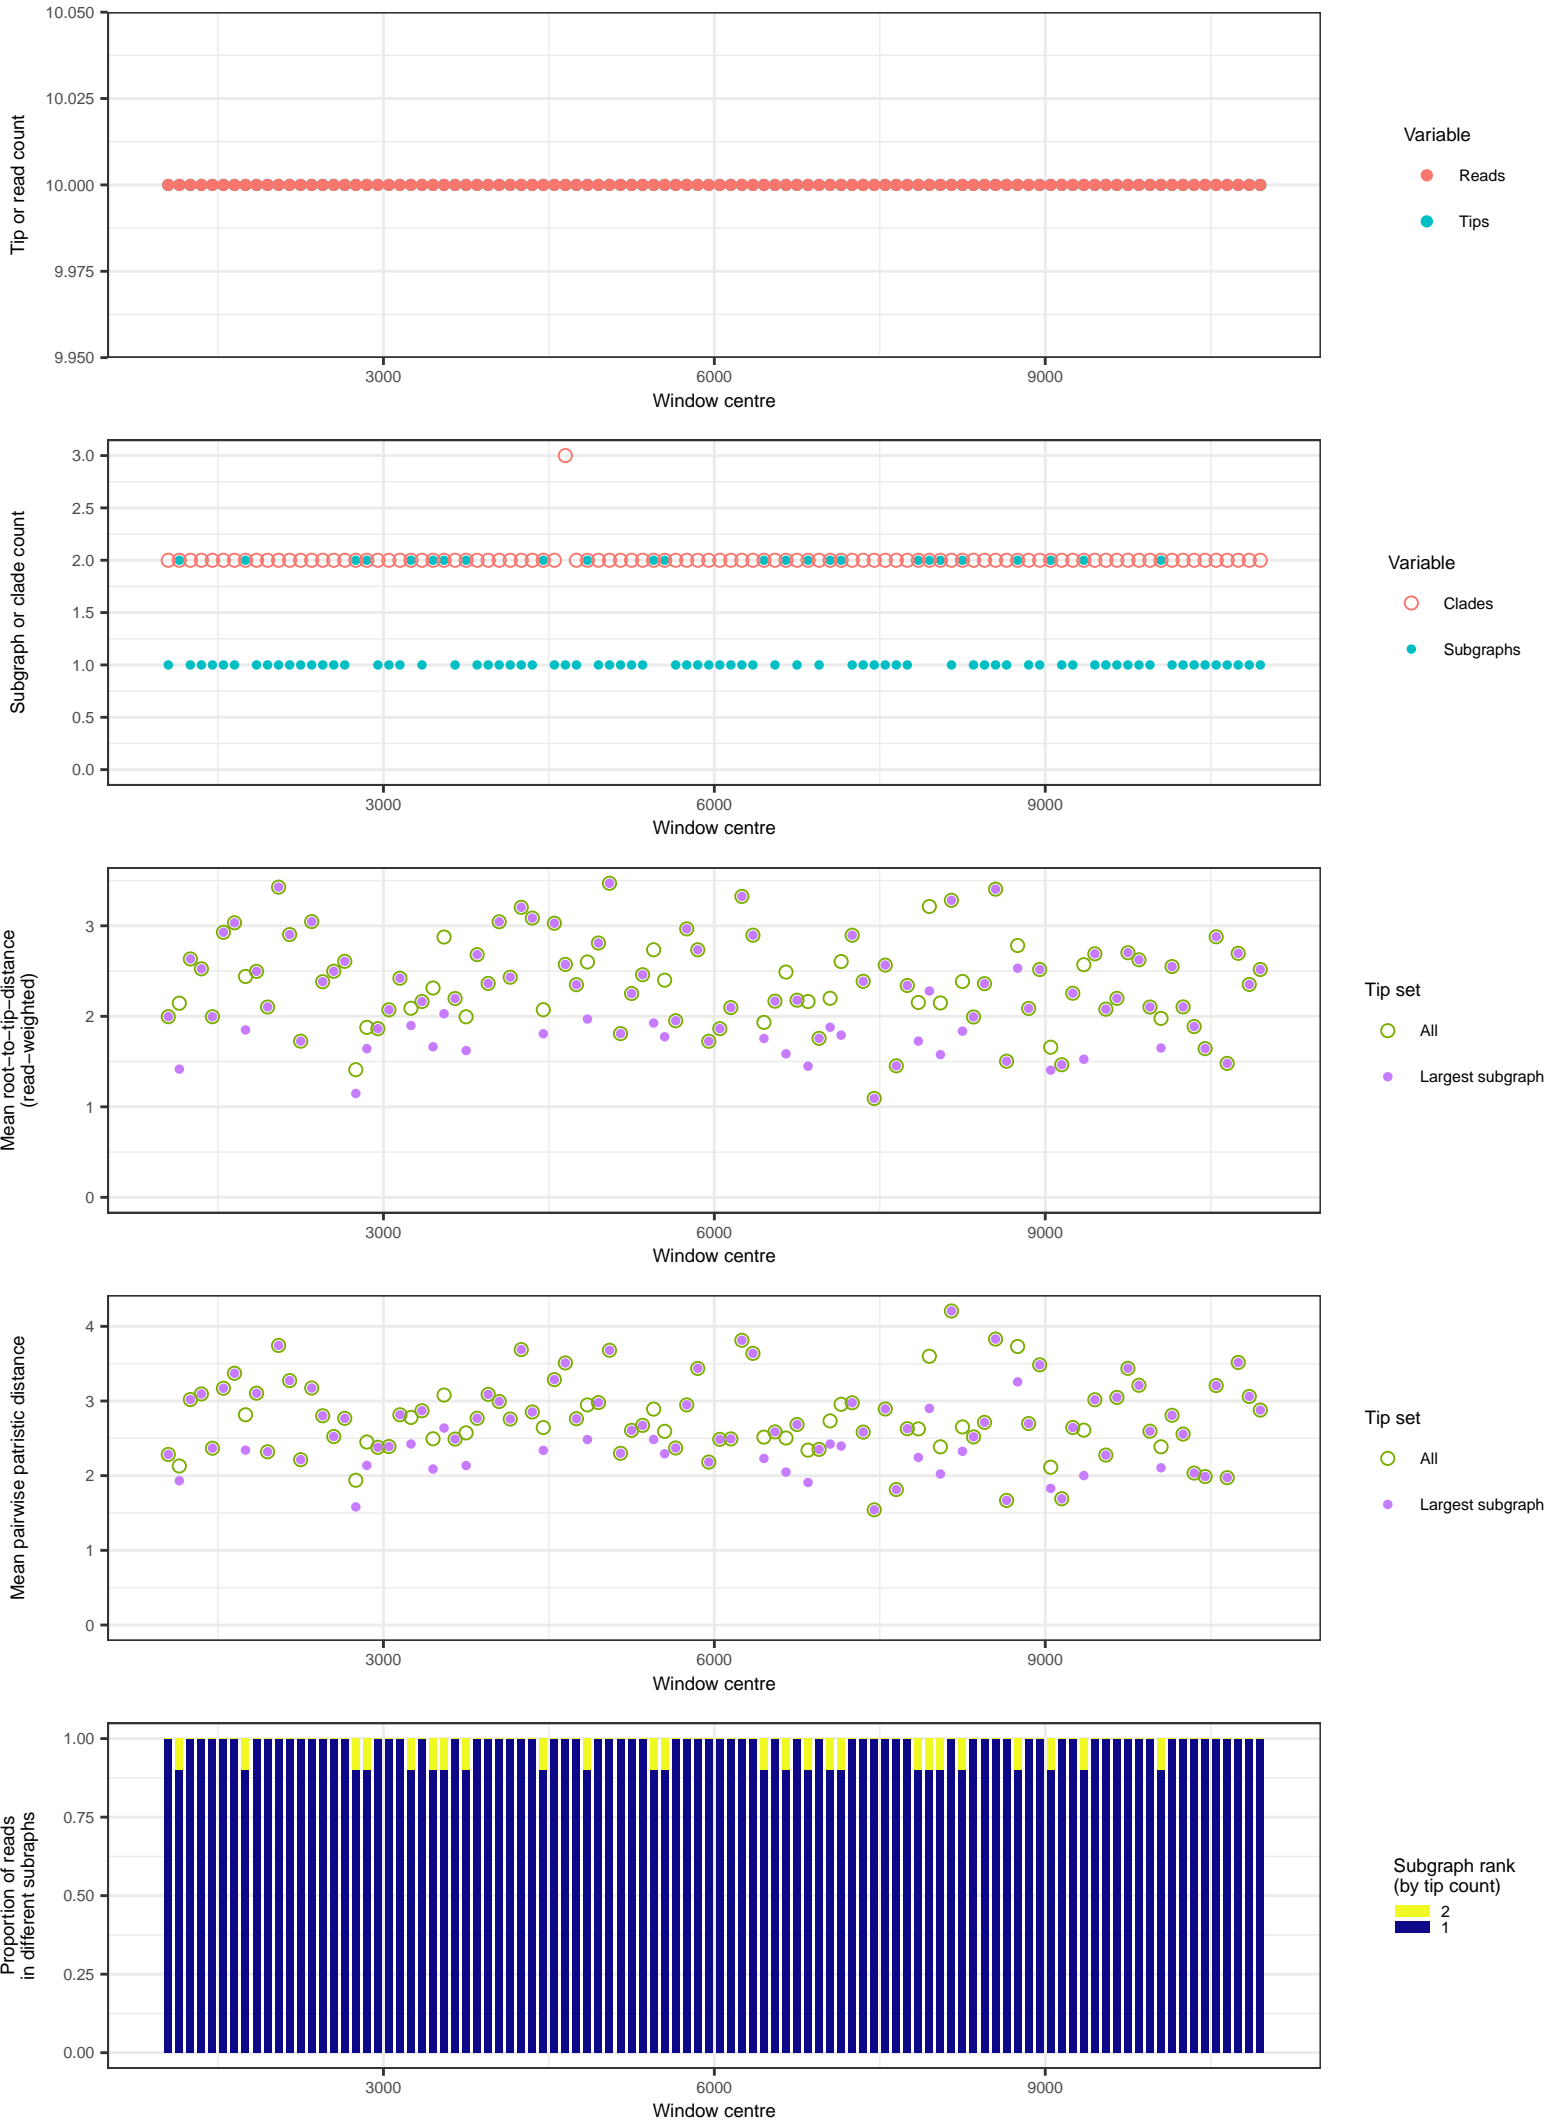 10.050
10.025
10.000
9.975
9.950
Tip or read count
3000
6000
9000
Window centre
Variable
Reads
Tips
3.0
2.5
2.0
1.5
1.0
0.5
0.0
Subgraph or clade count
3000
6000
9000
Window centre
Variable
Clades
Subgraphs
3
2
1
0
Mean root−to−tip−distance
(read−weighted)
3000
6000
9000
Window centre
Tip set
All
Largest subgraph
4
3
2
1
0
Mean pairwise patristic distance
3000
6000
9000
Window centre
Tip set
All
Largest subgraph
1.00
0.75
0.50
0.25
0.00
Proportion of reads
in different subraphs
3000
6000
9000
Window centre
Subgraph rank
(by tip count)
2
1